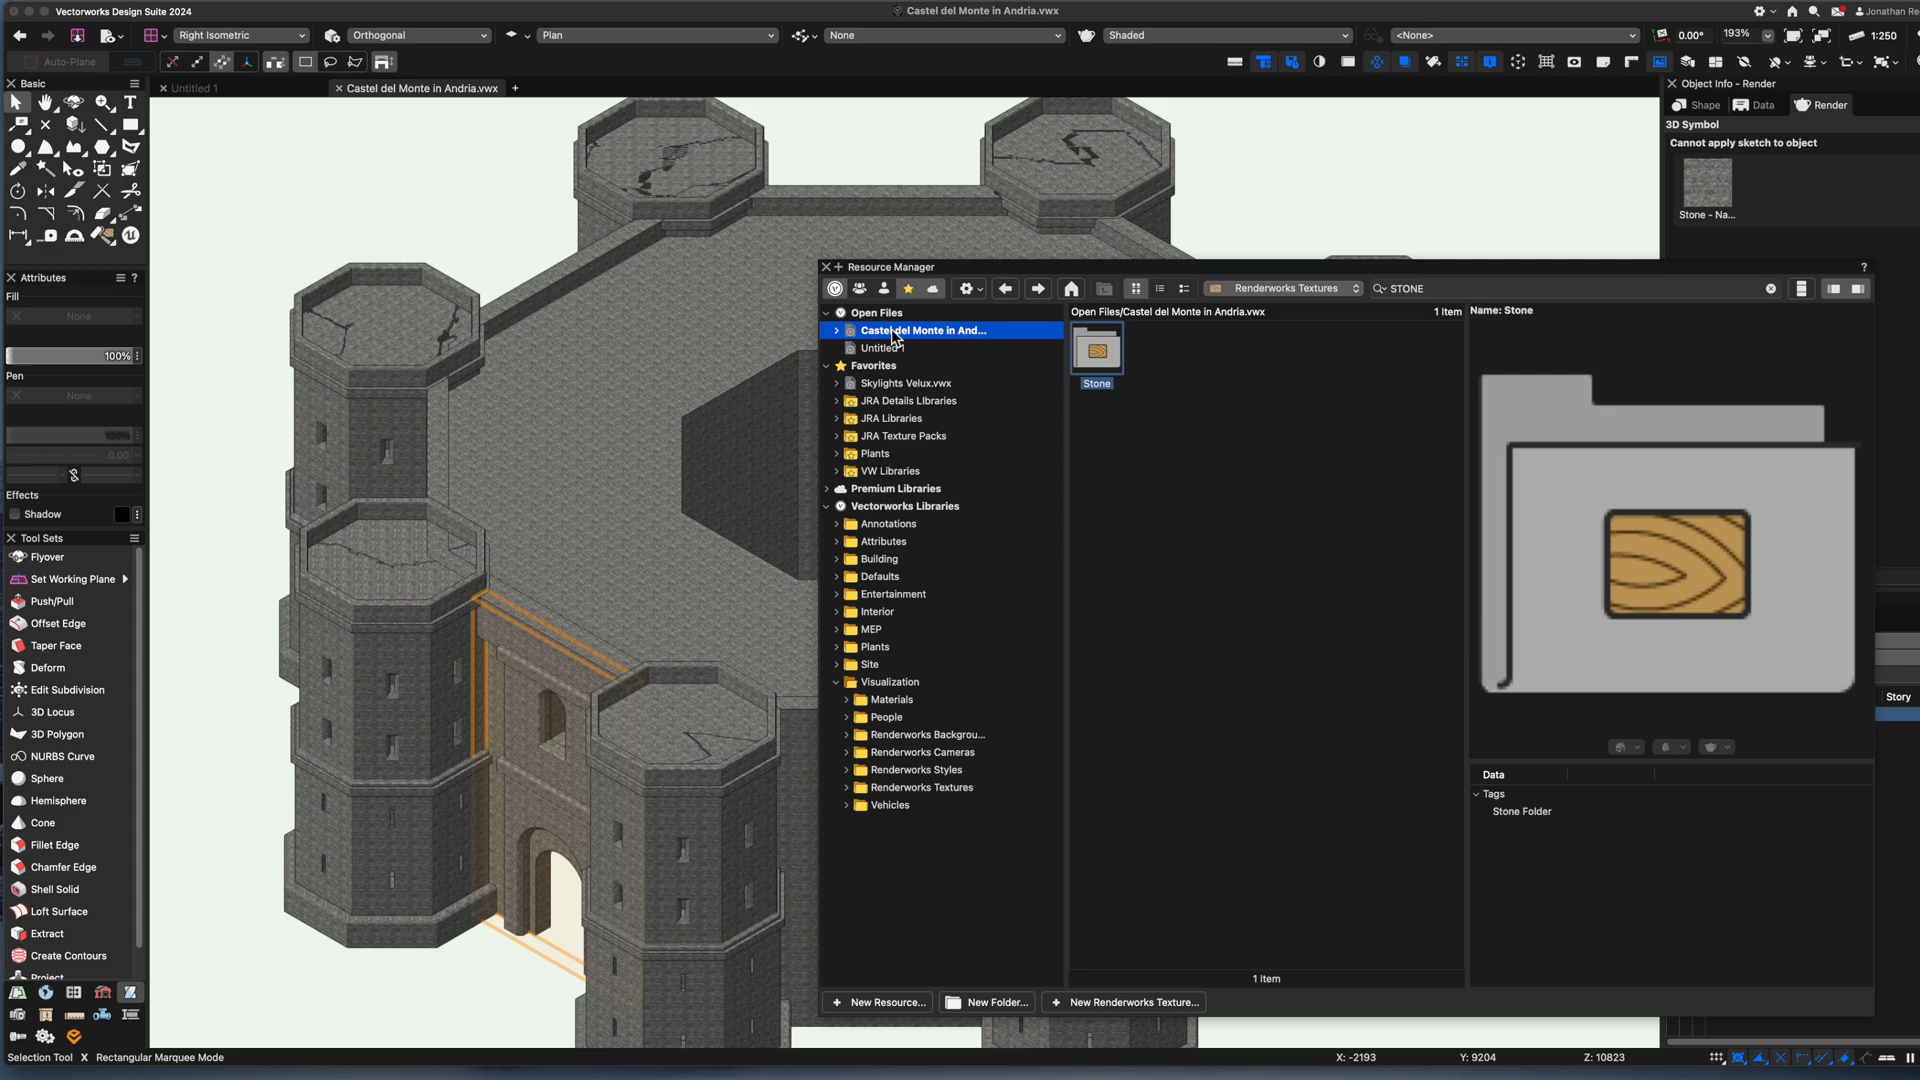 Vectorworks Design Suite 2024
Castel del Monte in Andria.vwx
Jonathan Re
Right Isometric
Orthogonal
Plan
None
Shaded
<None>
0.00°
193%
1:250
Auto-Plane
Basic
Untitled 1
Castel del Monte in Andria.vwx
Object Info - Render
Shape
Data
Render
3D Symbol
Cannot apply sketch to object
Stone - Na...
Attributes
Fill
None
100%
Pen
None
100%
0.00
Effects
Shadow
Tool Sets
Flyover
Set Working Plane
Push/Pull
Offset Edge
Taper Face
Deform
Edit Subdivision
3D Locus
3D Polygon
NURBS Curve
Sphere
Hemisphere
Cone
Fillet Edge
Chamfer Edge
Shell Solid
Loft Surface
Extract
Create Contours
Project
Resource Manager
Renderworks Textures
STONE
Open Files
Castel del Monte in And...
Untitled 1
Favorites
Skylights Velux.vwx
JRA Details LIbraries
JRA Libraries
JRA Texture Packs
Plants
VW Libraries
Premium Libraries
Vectorworks Libraries
Annotations
Attributes
Building
Defaults
Entertainment
Interior
MEP
Plants
Site
Visualization
Materials
People
Renderworks Backgrou...
Renderworks Cameras
Renderworks Styles
Renderworks Textures
Vehicles
Open Files/Castel del Monte in Andria.vwx
1 Item
Stone
1 Item
Name: Stone
Data
Tags
Stone Folder
Story
New Resource...
New Folder...
New Renderworks Texture...
Selection Tool
Rectangular Marquee Mode
X: -2193
Y: 9204
Z: 10823